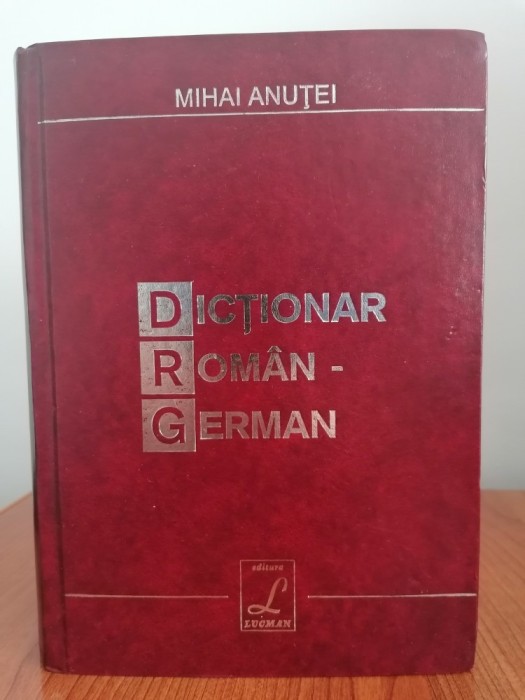 MIHAI ANUŢEI
DICŢIONAR
ROMÂN -
GERMAN
editura
L
LUCMAN